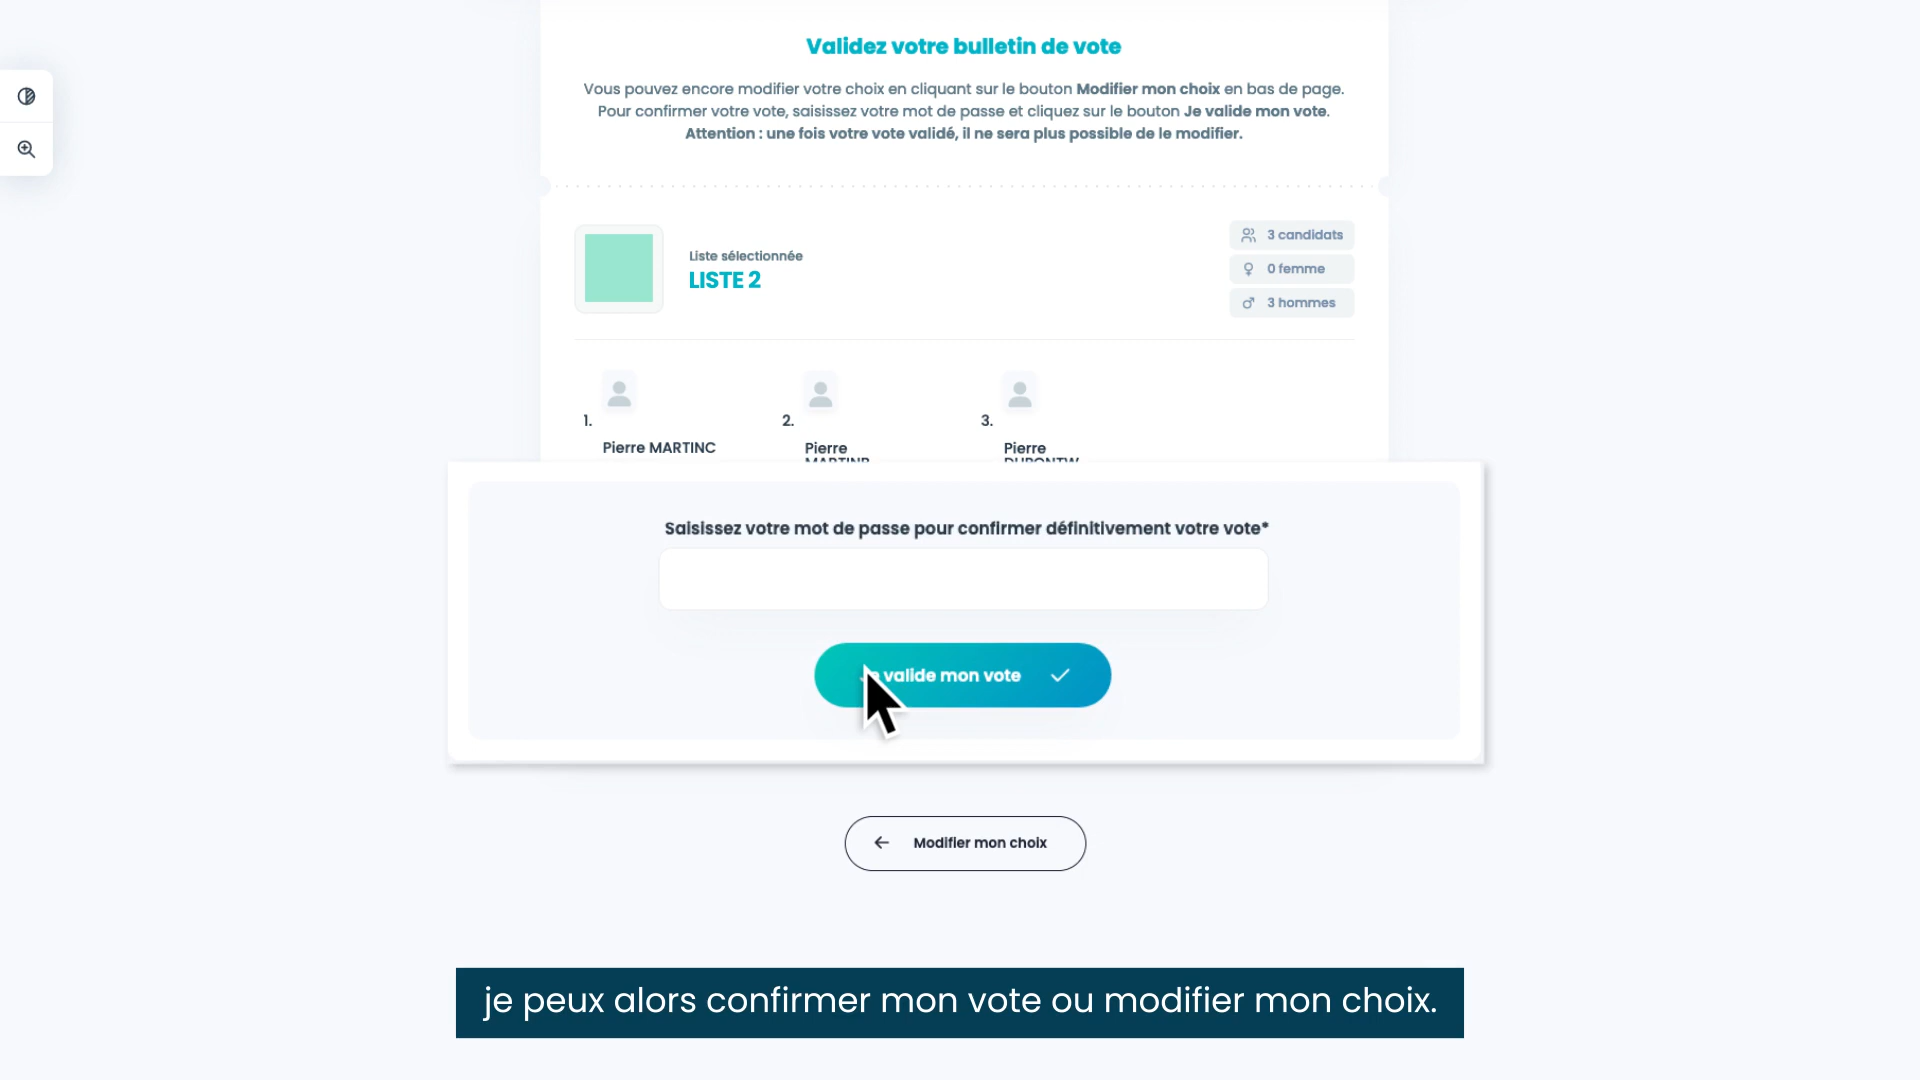 Validez votre bulletin de vote
Vous pouvez encore modifier votre choix en cliquant sur le bouton Modifier mon choix en bas de page.
Pour confirmer votre vote, saisissez votre mot de passe et cliquez sur le bouton Je valide mon vote.
Attention : une fois votre vote validé, il ne sera plus possible de le modifier.
Liste sélectionnée
LISTE 2
3 candidats
0 femme
3 hommes
1.
Pierre MARTINC
2.
Pierre
3.
Pierre
Saisissez votre mot de passe pour confirmer définitivement votre vote*
valide mon vote
Modifier mon choix
je peux alors confirmer mon vote ou modifier mon choix.